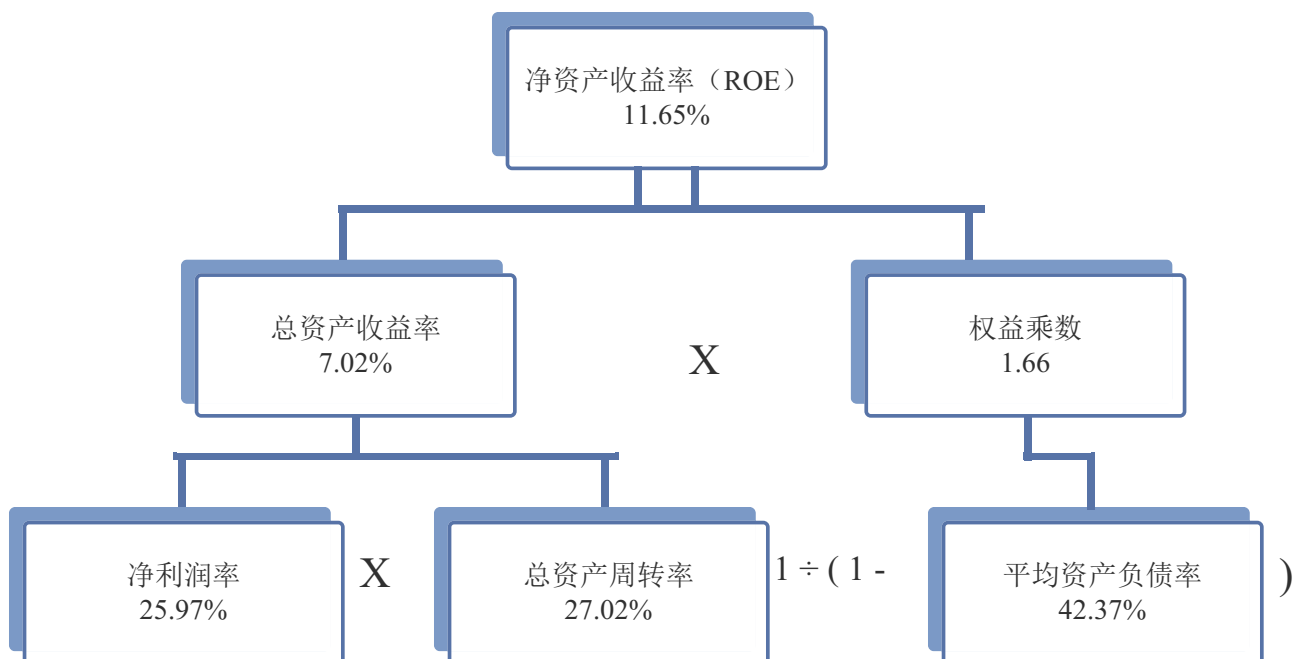 净资产收益率（ROE）
11.65%
总资产收益率
7.02%
X
权益乘数
1.66
净利润率
25.97%
X
总资产周转率
27.02%
1 ÷ ( 1 -
平均资产负债率
42.37%
)